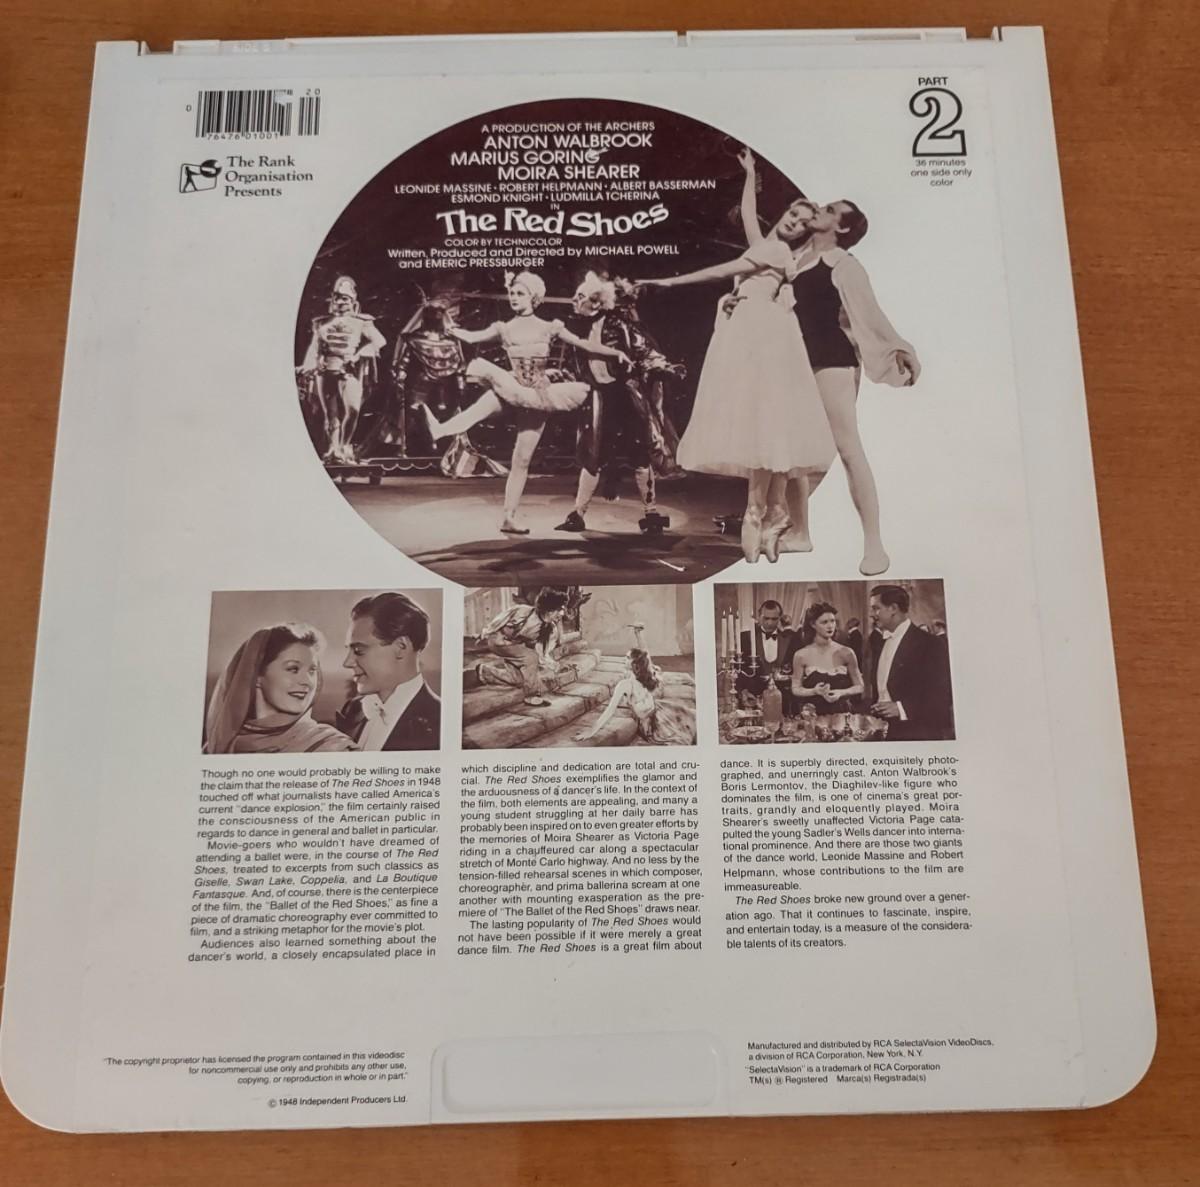 SIDE 2
20
0
76476 01001
The Rank
Organisation
Presents
PART
2
36 minutes
one side only
color
A PRODUCTION OF THE ARCHERS
ANTON WALBROOK
MARIUS GORING
MOIRA SHEARER
LEONIDE MASSINE • ROBERT HELPMANN • ALBERT BASSERMAN
ESMOND KNIGHT • LUDMILLA TCHERINA
IN
The Red Shoes
COLOR BY TECHNICOLOR
Written, Produced and Directed by MICHAEL POWELL
and EMERIC PRESSBURGER
Though no one would probably be willing to make
the claim that the release of The Red Shoes in 1948
touched off what journalists have called America's
current "dance explosion," the film certainly raised
the consciousness of the American public in
regards to dance in general and ballet in particular.
Movie-goers who wouldn't have dreamed of
attending a ballet were, in the course of The Red
Shoes, treated to excerpts from such classics as
Giselle, Swan Lake, Coppelia, and La Boutique
Fantasque. And, of course, there is the centerpiece
of the film, the "Ballet of the Red Shoes," as fine a
piece of dramatic choreography ever committed to
film, and a striking metaphor for the movie's plot.
Audiences also learned something about the
dancer's world, a closely encapsulated place in
which discipline and dedication are total and cru-
cial. The Red Shoes exemplifies the glamor and
the arduousness of a dancer's life. In the context of
the film, both elements are appealing, and many a
young student struggling at her daily barre has
probably been inspired on to even greater efforts by
the memories of Moira Shearer as Victoria Page
riding in a chauffeured car along a spectacular
stretch of Monte Carlo highway. And no less by the
tension-filled rehearsal scenes in which composer,
choreographer, and prima ballerina scream at one
another with mounting exasperation as the pre-
miere of "The Ballet of the Red Shoes" draws near.
The lasting popularity of The Red Shoes would
not have been possible if it were merely a great
dance film. The Red Shoes is a great film about
dance. It is superbly directed, exquisitely photo-
graphed, and unerringly cast. Anton Walbrook's
Boris Lermontov, the Diaghilev-like figure who
dominates the film, is one of cinema's great por-
traits, grandly and eloquently played. Moira
Shearer's sweetly unaffected Victoria Page cata-
pulted the young Sadler's Wells dancer into interna-
tional prominence. And there are those two giants
of the dance world, Leonide Massine and Robert
Helpmann, whose contributions to the film are
immeasureable.
The Red Shoes broke new ground over a gener-
ation ago. That it continues to fascinate, inspire,
and entertain today, is a measure of the considera-
ble talents of its creators.
"The copyright proprietor has licensed the program contained in this videodisc
for noncommercial use only and prohibits any other use,
copying, or reproduction in whole or in part."
© 1948 Independent Producers Ltd.
Manufactured and distributed by RCA SelectaVision VideoDiscs,
a division of RCA Corporation, New York, N.Y.
"SelectaVision" is a trademark of RCA Corporation
TM(s) ® Registered Marca(s) Registrada(s)